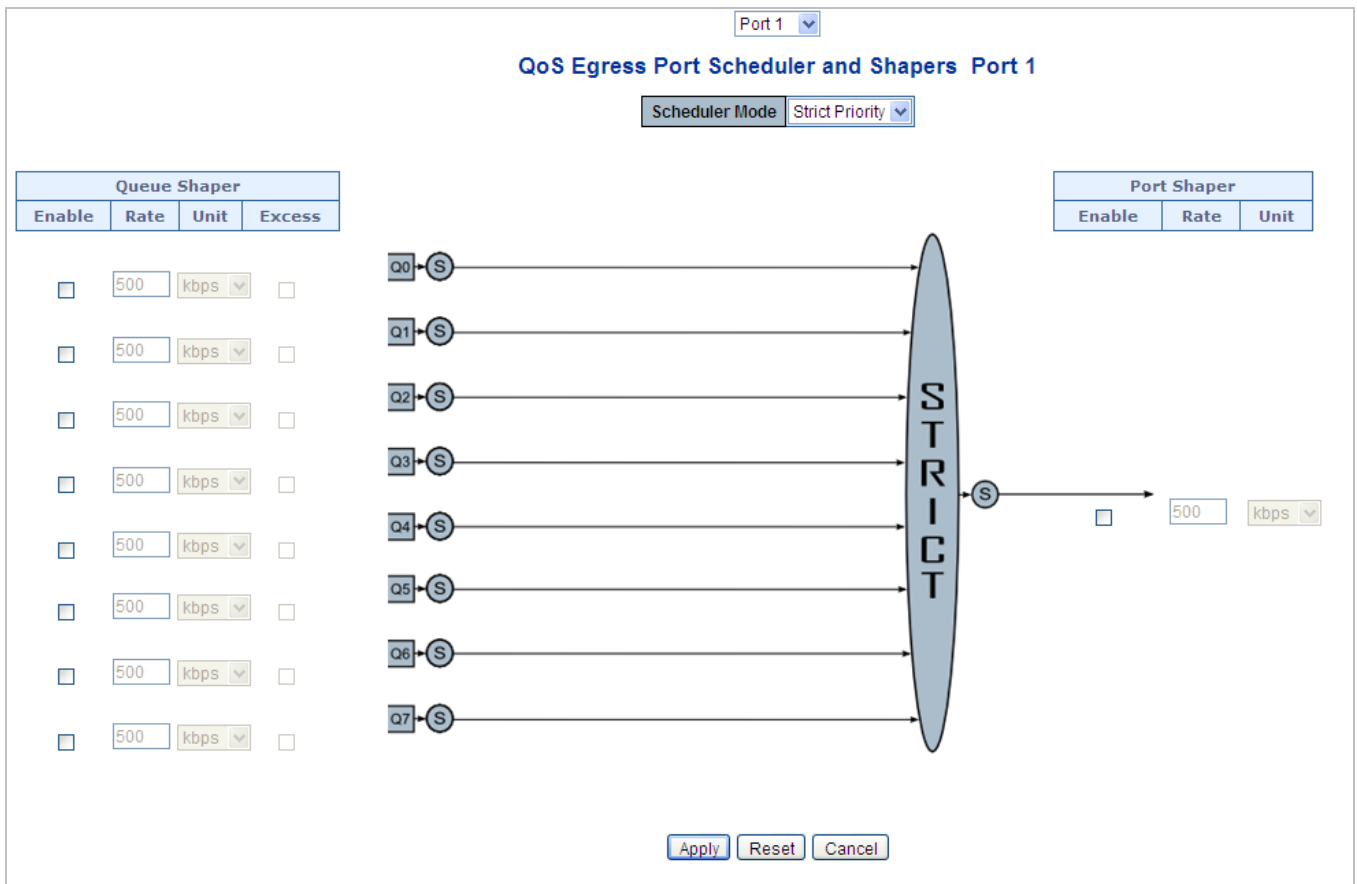 Port 1
QoS Egress Port Scheduler and Shapers Port 1
Scheduler Mode Strict Priority
Queue Shaper
Enable Rate Unit Excess
Port Shaper
Enable Rate Unit
500 kbps
Q0 S
500 kbps
Q1 S
500 kbps
Q2 S
500 kbps
Q3 S
500 kbps
Q4 S
500 kbps
Q5 S
500 kbps
Q6 S
500 kbps
Q7 S
STRICT
S
500 kbps
Apply Reset Cancel